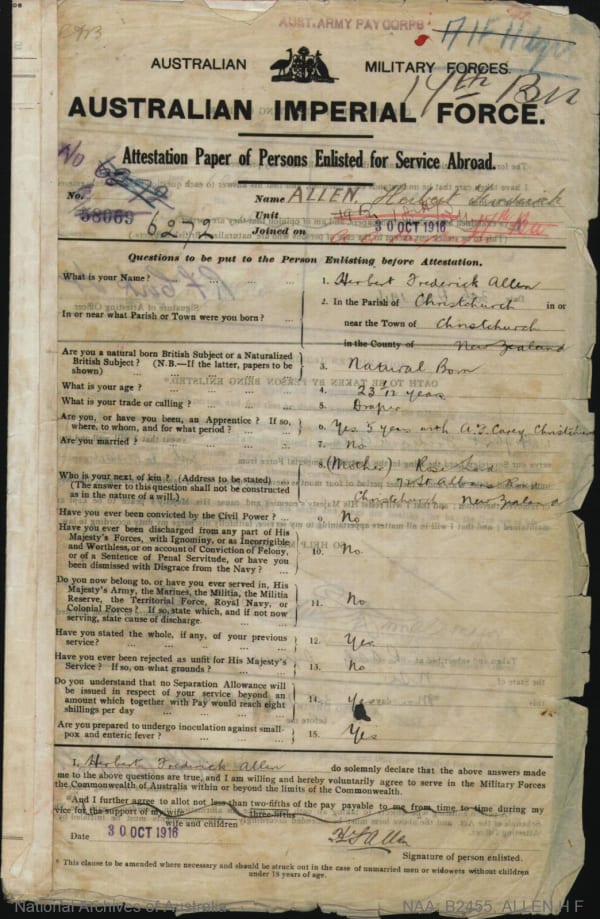 AUST. ARMY PAY CORPS
AUSTRALIAN MILITARY FORCES.
17th Bn
AUSTRALIAN IMPERIAL FORCE.
Attestation Paper of Persons Enlisted for Service Abroad.
No
6272
No. 38069
6272
Name ALLEN. Herbert Frederick
Unit
Joined on 30 OCT 1916
Questions to be put to the Person Enlisting before Attestation.
What is your Name? ... ... ... 1. Herbert Frederick Allen
In or near what Parish or Town were you born? ... 2. In the Parish of Christchurch in or
near the Town of Christchurch
in the County of New Zealand
Are you a natural born British Subject or a Naturalized
British Subject? (N.B.—If the latter, papers to be
shown) ... ... ... 3. Natural Born
What is your age? ... ... ... 4. 23 years
What is your trade or calling? ... ... ... 5. Draper
Are you, or have you been, an Apprentice? If so,
where, to whom, and for what period? ... ... 6. Yes 5 years with Christchurch
Are you married? ... ... ... 7. No
Who is your next of kin? (Address to be stated)
(The answer to this question shall not be construed
as in the nature of a will.) 8. (Mother)
St Albans Road
Christchurch New Zealand
Have you ever been convicted by the Civil Power? ... 9. No
Have you ever been discharged from any part of His
Majesty's Forces, with Ignominy, or as Incorrigible
and Worthless, or on account of Conviction of Felony,
or of a Sentence of Penal Servitude, or have you
been dismissed with Disgrace from the Navy? ... 10. No
Do you now belong to, or have you ever served in, His
Majesty's Army, the Marines, the Militia, the Militia
Reserve, the Territorial Force, Royal Navy, or
Colonial Forces? If so, state which, and if not now
serving, state cause of discharge 11. No
Have you stated the whole, if any, of your previous
service? ... ... ... 12. Yes
Have you ever been rejected as unfit for His Majesty's
Service? If so, on what grounds? ... ... 13. No
Do you understand that no Separation Allowance will
be issued in respect of your service beyond an
amount which together with Pay would reach eight
shillings per day ... ... ... 14. Yes
Are you prepared to undergo inoculation against small-
pox and enteric fever? ... ... ... 15. Yes
I, Herbert Frederick Allen do solemnly declare that the above answers made
me to the above questions are true, and I am willing and hereby voluntarily agree to serve in the Military Forces
the Commonwealth of Australia within or beyond the limits of the Commonwealth.
*And I further agree to allot not less than two-fifths of the pay payable to me from time to time during my
three-fifths
vice for the support of my wife
wife and children
Date 30 OCT 1916 H F Allen
Signature of person enlisted.
* This clause to be amended where necessary and should be struck out in the case of unmarried men or widowers without children
under 18 years of age.
National Archives of Australia NAA: B2455, ALLEN H F